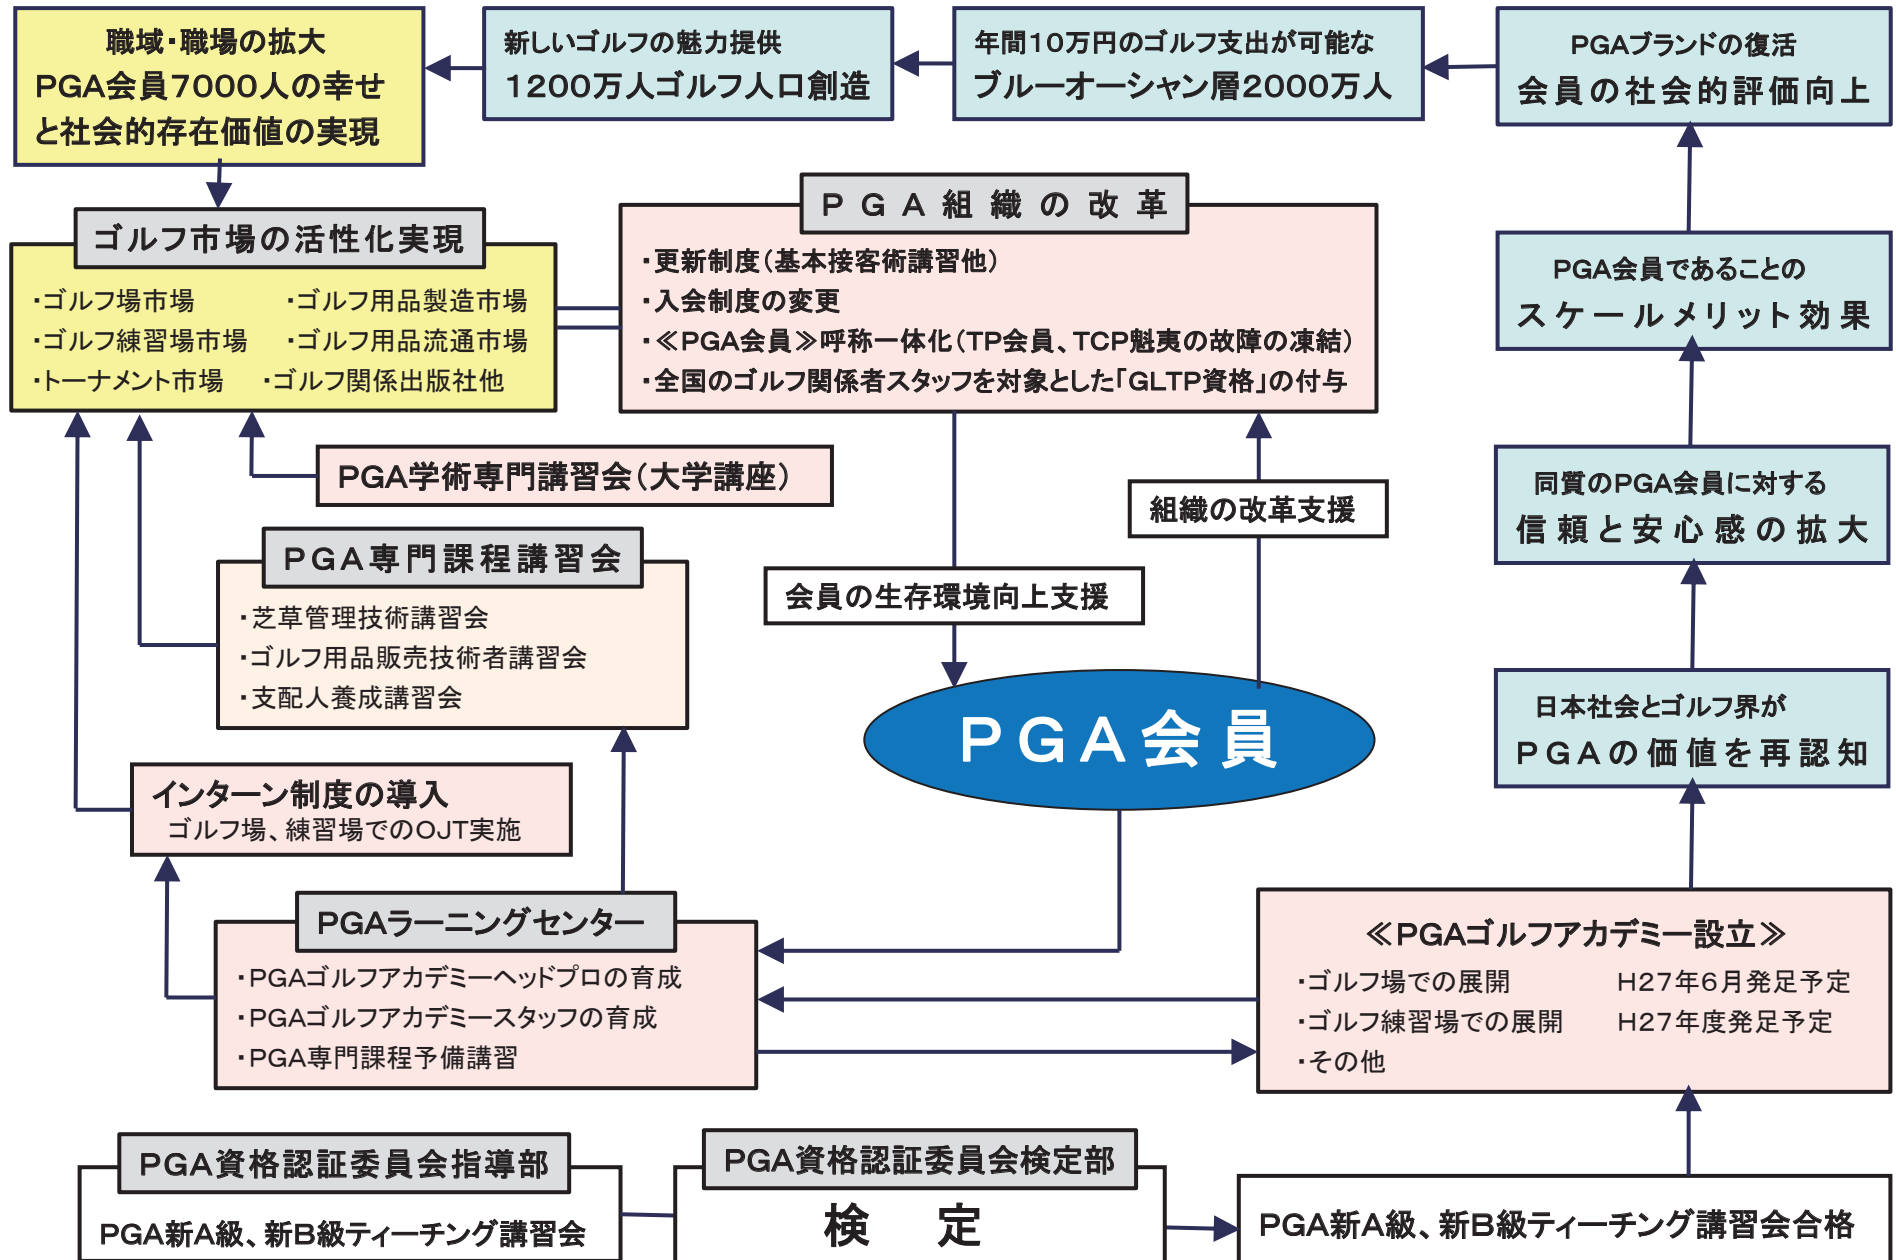 職域・職場の拡大
PGA会員7000人の幸せ
と社会的存在価値の実現
新しいゴルフの魅力提供
1200万人ゴルフ人口創造
年間10万円のゴルフ支出が可能な
ブルーオーシャン層2000万人
PGAブランドの復活
会員の社会的評価向上
ゴルフ市場の活性化実現
・ゴルフ場市場 ・ゴルフ用品製造市場
・ゴルフ練習場市場 ・ゴルフ用品流通市場
・トーナメント市場 ・ゴルフ関係出版社他
PGA組織の改革
・更新制度（基本接客術講習他）
・入会制度の変更
・≪PGA会員≫呼称一体化（TP会員、TCP魁夷の故障の凍結）
・全国のゴルフ関係者スタッフを対象とした「GLTP資格」の付与
PGA会員であることの
スケールメリット効果
PGA学術専門講習会（大学講座）
組織の改革支援
同質のPGA会員に対する
信頼と安心感の拡大
PGA専門課程講習会
・芝草管理技術講習会
・ゴルフ用品販売技術者講習会
・支配人養成講習会
会員の生存環境向上支援
PGA会員
日本社会とゴルフ界が
PGAの価値を再認知
インターン制度の導入
ゴルフ場、練習場でのOJT実施
PGAラーニングセンター
・PGAゴルフアカデミーヘッドプロの育成
・PGAゴルフアカデミースタッフの育成
・PGA専門課程予備講習
≪PGAゴルフアカデミー設立≫
・ゴルフ場での展開 H27年6月発足予定
・ゴルフ練習場での展開 H27年度発足予定
・その他
PGA資格認証委員会指導部
PGA新A級、新B級ティーチング講習会
PGA資格認証委員会検定部
検 定
PGA新A級、新B級ティーチング講習会合格